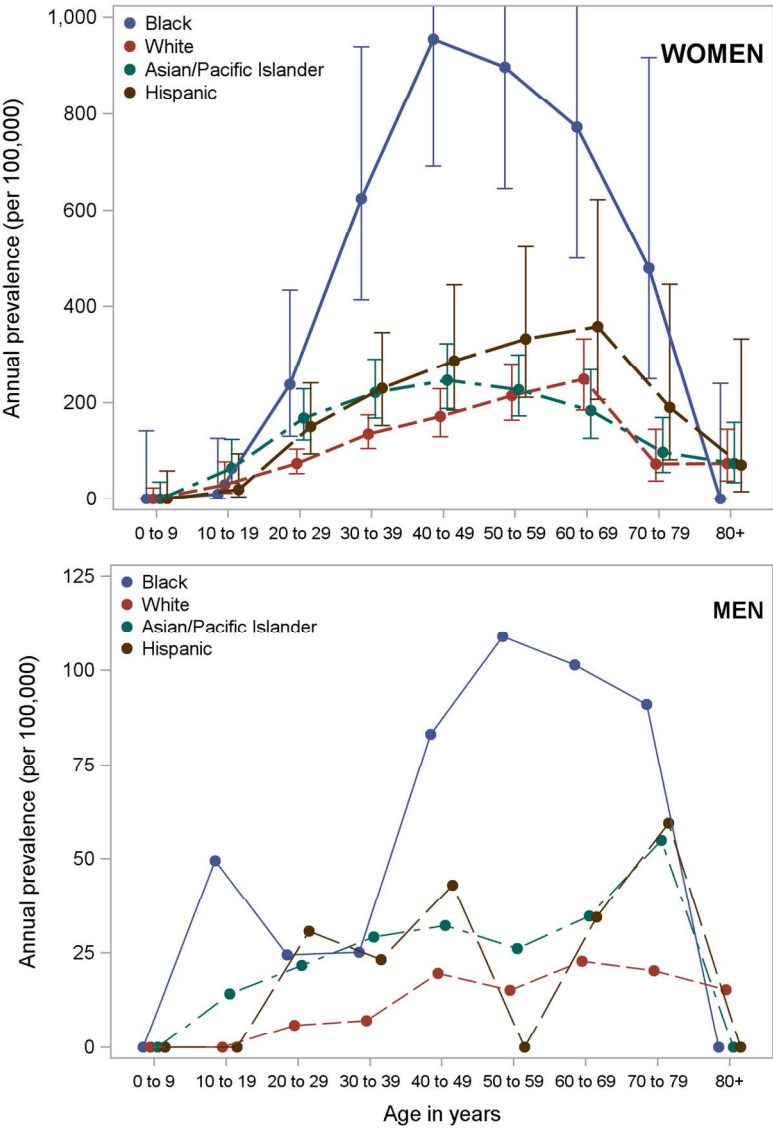 1,000
Black
White
Asian/Pacific Islander
Hispanic
WOMEN
800
600
400
200
0
Annual prevalence (per 100,000)
0 to 9 10 to 19 20 to 29 30 to 39 40 to 49 50 to 59 60 to 69 70 to 79 80+
125
Black
White
Asian/Pacific Islander
Hispanic
MEN
100
75
50
25
0
Annual prevalence (per 100,000)
0 to 9 10 to 19 20 to 29 30 to 39 40 to 49 50 to 59 60 to 69 70 to 79 80+
Age in years